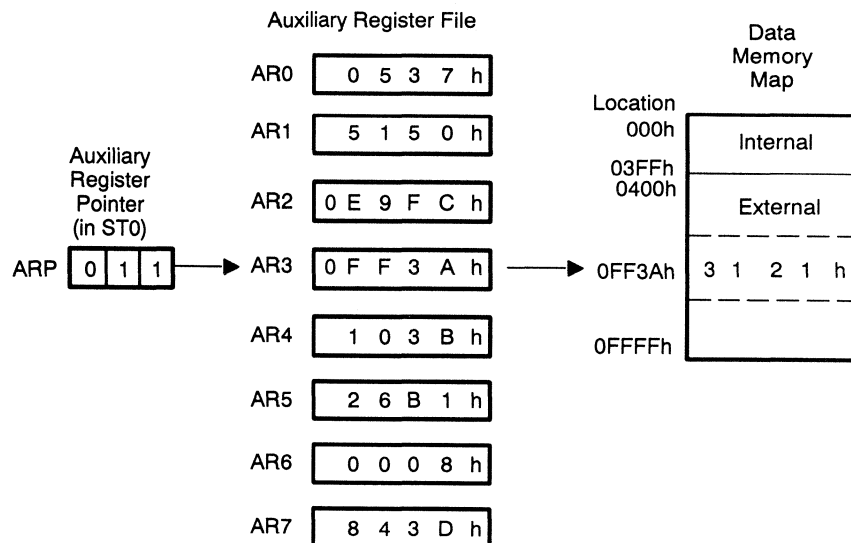 Auxiliary Register File
AR0 0 5 3 7 h
AR1 5 1 5 0 h
AR2 0 E 9 F C h
AR3 0 F F 3 A h
AR4 1 0 3 B h
AR5 2 6 B 1 h
AR6 0 0 0 8 h
AR7 8 4 3 D h
Auxiliary
Register
Pointer
(in ST0)
ARP 0 1 1
Data
Memory
Map
Location
000h
Internal
03FFh
0400h
External
0FF3Ah 3 1 2 1 h
0FFFFh